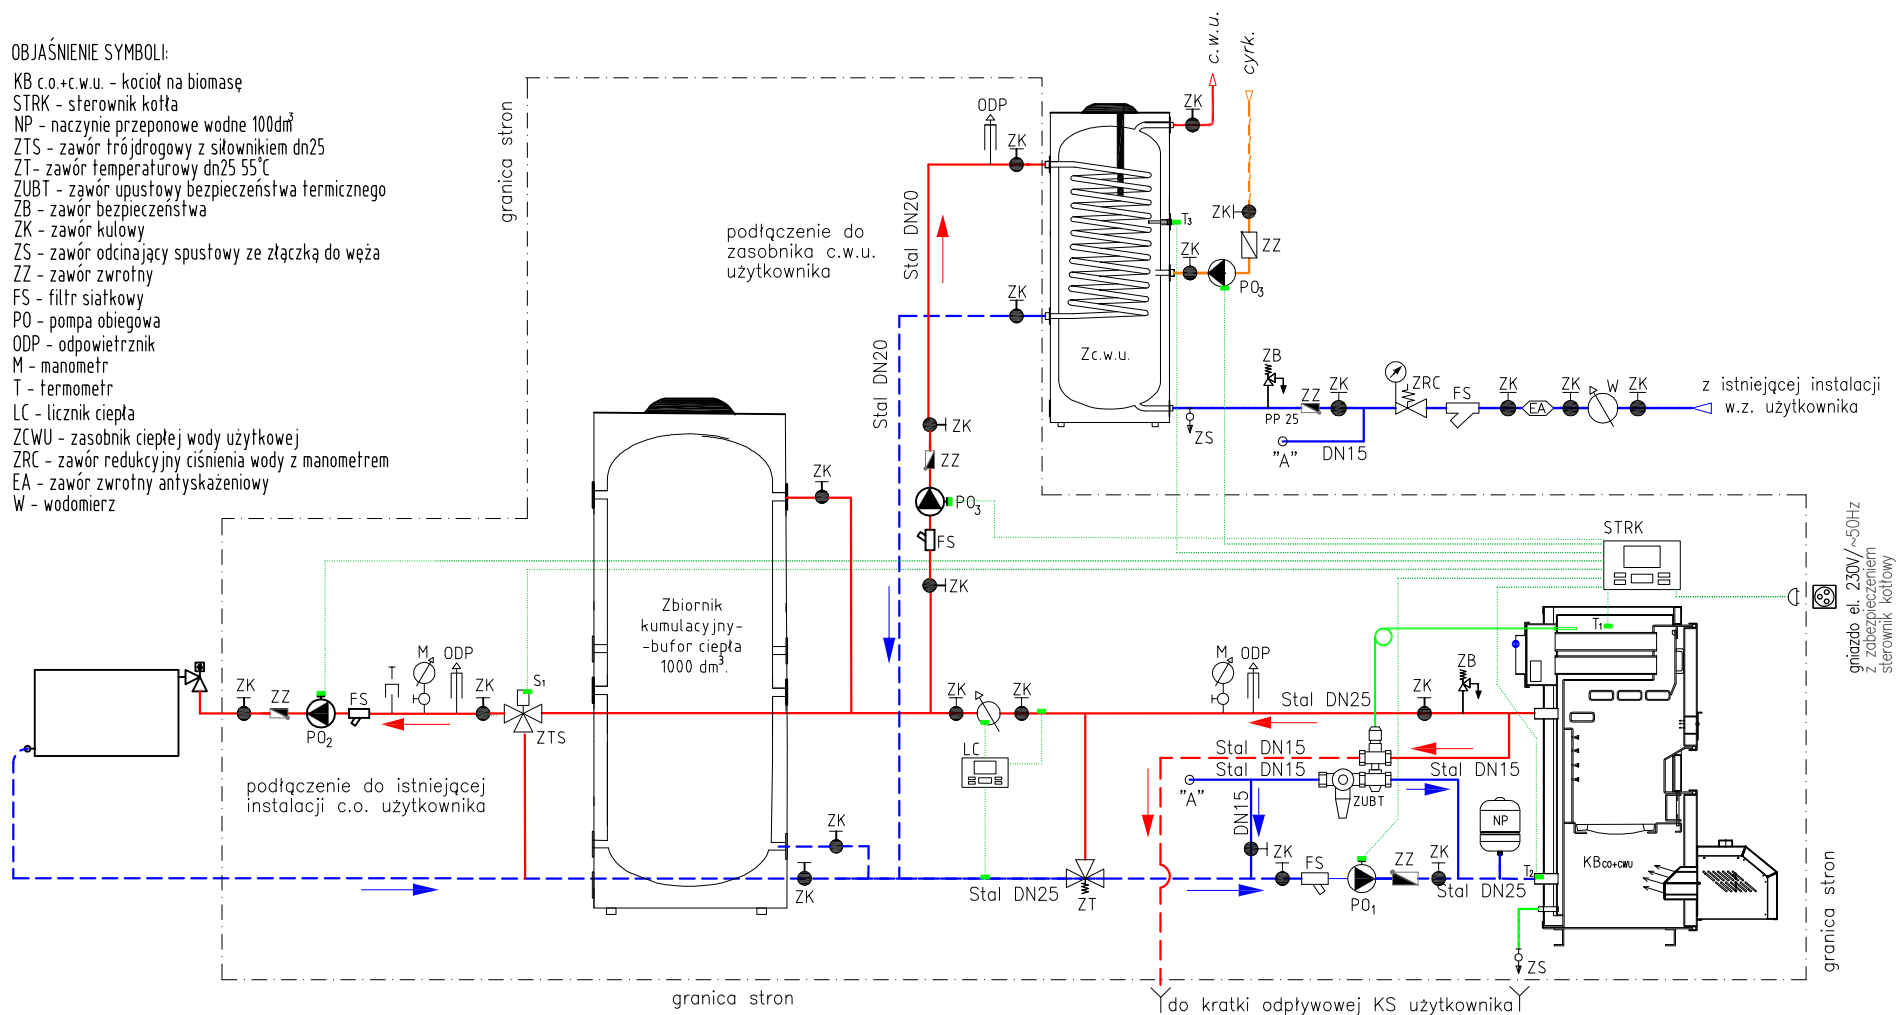 OBJAŚNIENIE SYMBOLI:
KB c.o.+c.w.u. - kocioł na biomasę
STRK - sterownik kotła
NP - naczynie przeponowe wodne 100dm³
ZTS - zawór trójdrogowy z siłownikiem dn25
ZT- zawór temperaturowy dn25 55°C
ZUBT - zawór upustowy bezpieczeństwa termicznego
ZB - zawór bezpieczeństwa
ZK - zawór kulowy
ZS - zawór odcinający spustowy ze złączką do węża
ZZ - zawór zwrotny
FS - filtr siatkowy
PO - pompa obiegowa
ODP - odpowietrznik
M - manometr
T - termometr
LC - licznik ciepła
ZCWU - zasobnik ciepłej wody użytkowej
ZRC - zawór redukcyjny ciśnienia wody z manometrem
EA - zawór zwrotny antyskażeniowy
W - wodomierz
granica stron
podłączenie do
zasobnika c.w.u.
użytkownika
Stal DN20
Stal DN20
ODP
ZK
ZK
ZK
c.w.u.
cyrk.
T3
ZK
ZZ
ZK
PO3
Zc.w.u.
ZS
ZB
PP 25
ZZ
ZK
"A"
DN15
ZRC
FS
ZK
EA
ZK
W
ZK
z istniejącej instalacji
w.z. użytkownika
ZK
ZZ
PO3
FS
ZK
ZK
Zbiornik
kumulacyjny-
-bufor ciepła
1000 dm³.
STRK
gniazdo el. 230V/~50Hz
z zabezpieczeniem
sterownik kotłowy
T1
ZK
ZZ
PO2
FS
T
M
ODP
ZK
S1
ZTS
ZK
ZK
LC
M
ODP
Stal DN25
ZK
ZB
Stal DN15
Stal DN15
Stal DN15
"A"
DN15
ZUBT
NP
KB CO+CWU
podłączenie do istniejącej
instalacji c.o. użytkownika
ZK
ZK
Stal DN25
ZT
ZK
FS
PO1
ZZ
ZK
Stal DN25
T2
ZS
granica stron
granica stron
do kratki odpływowej KS użytkownika